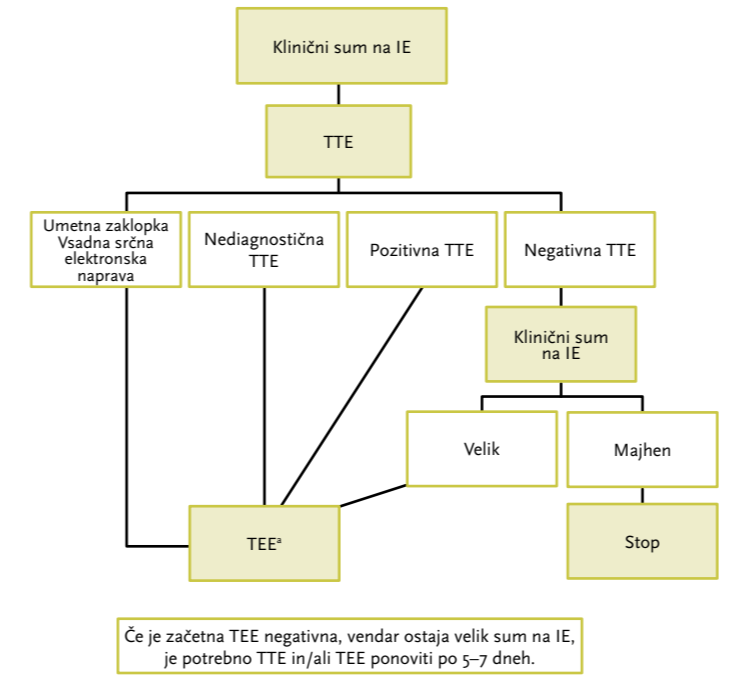 Klinični sum na IE
TTE
Umetna zaklopka
Vsadna srčna
elektronska
naprava
Nediagnostična
TTE
Pozitivna TTE
Negativna TTE
Klinični sum
na IE
Velik
Majhen
TEEª
Stop
Če je začetna TEE negativna, vendar ostaja velik sum na IE,
je potrebno TTE in/ali TEE ponoviti po 5–7 dneh.